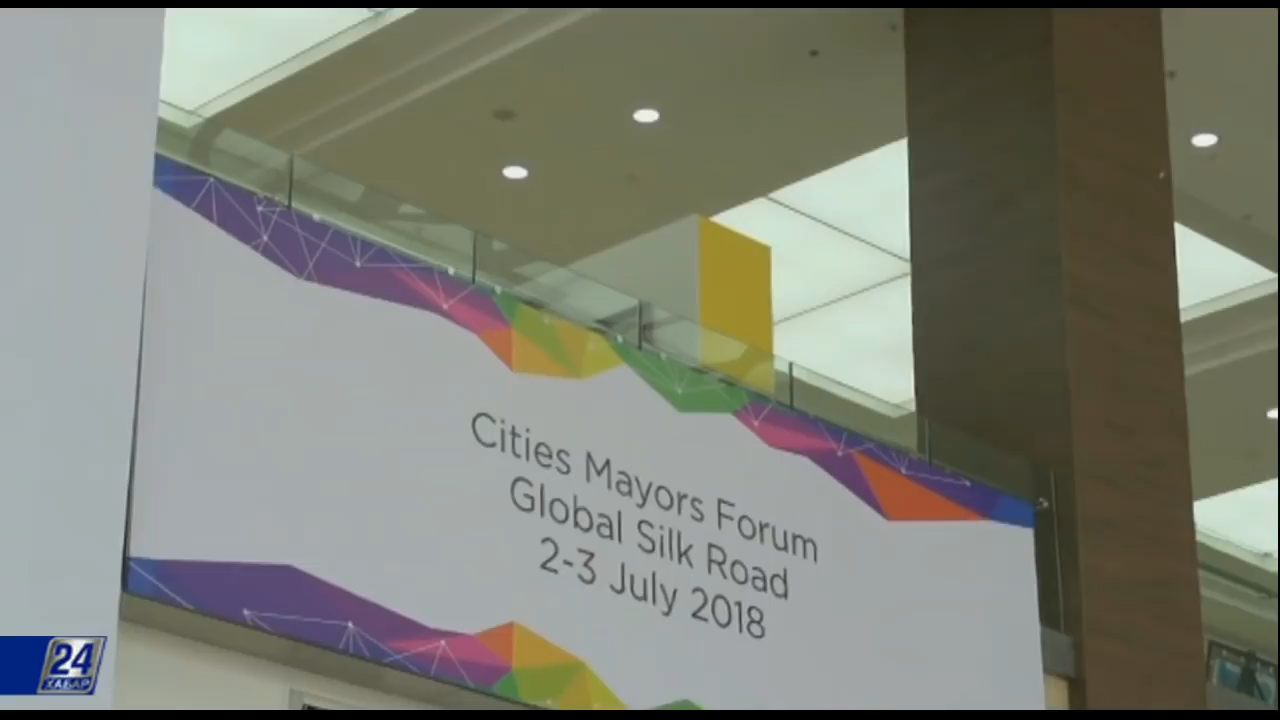 Cities Mayors Forum
Global Silk Road
2-3 July 2018
24
ХАБАР